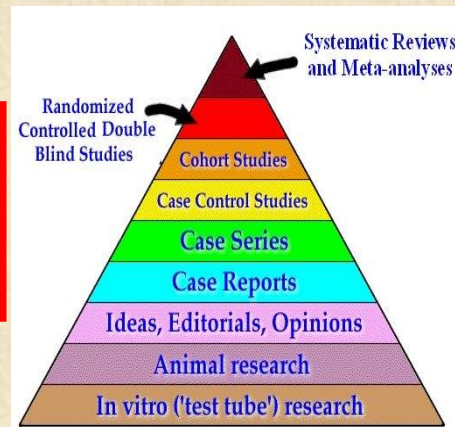 Systematic Reviews
and Meta-analyses
Randomized
Controlled Double
Blind Studies
Cohort Studies
Case Control Studies
Case Series
Case Reports
Ideas, Editorials, Opinions
Animal research
In vitro ('test tube') research